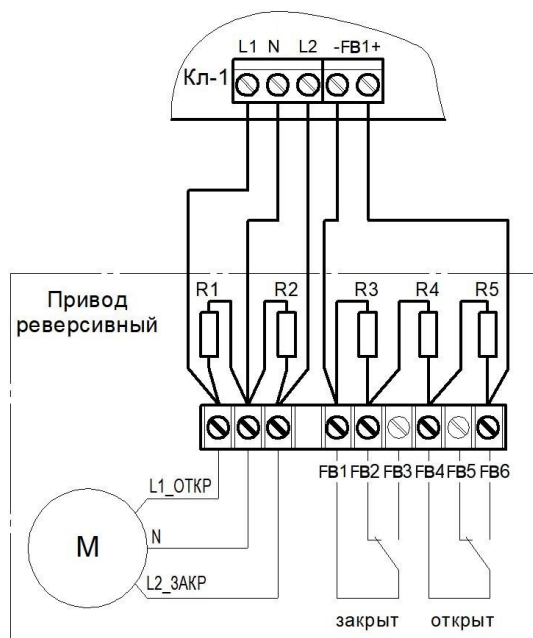 L1 N L2 -FB1+
Кл-1
R1 R2 R3 R4 R5
Привод
реверсивный
FB1 FB2 FB3 FB4 FB5 FB6
L1_ОТКР
N
М
L2_ЗАКР
закрыт открыт